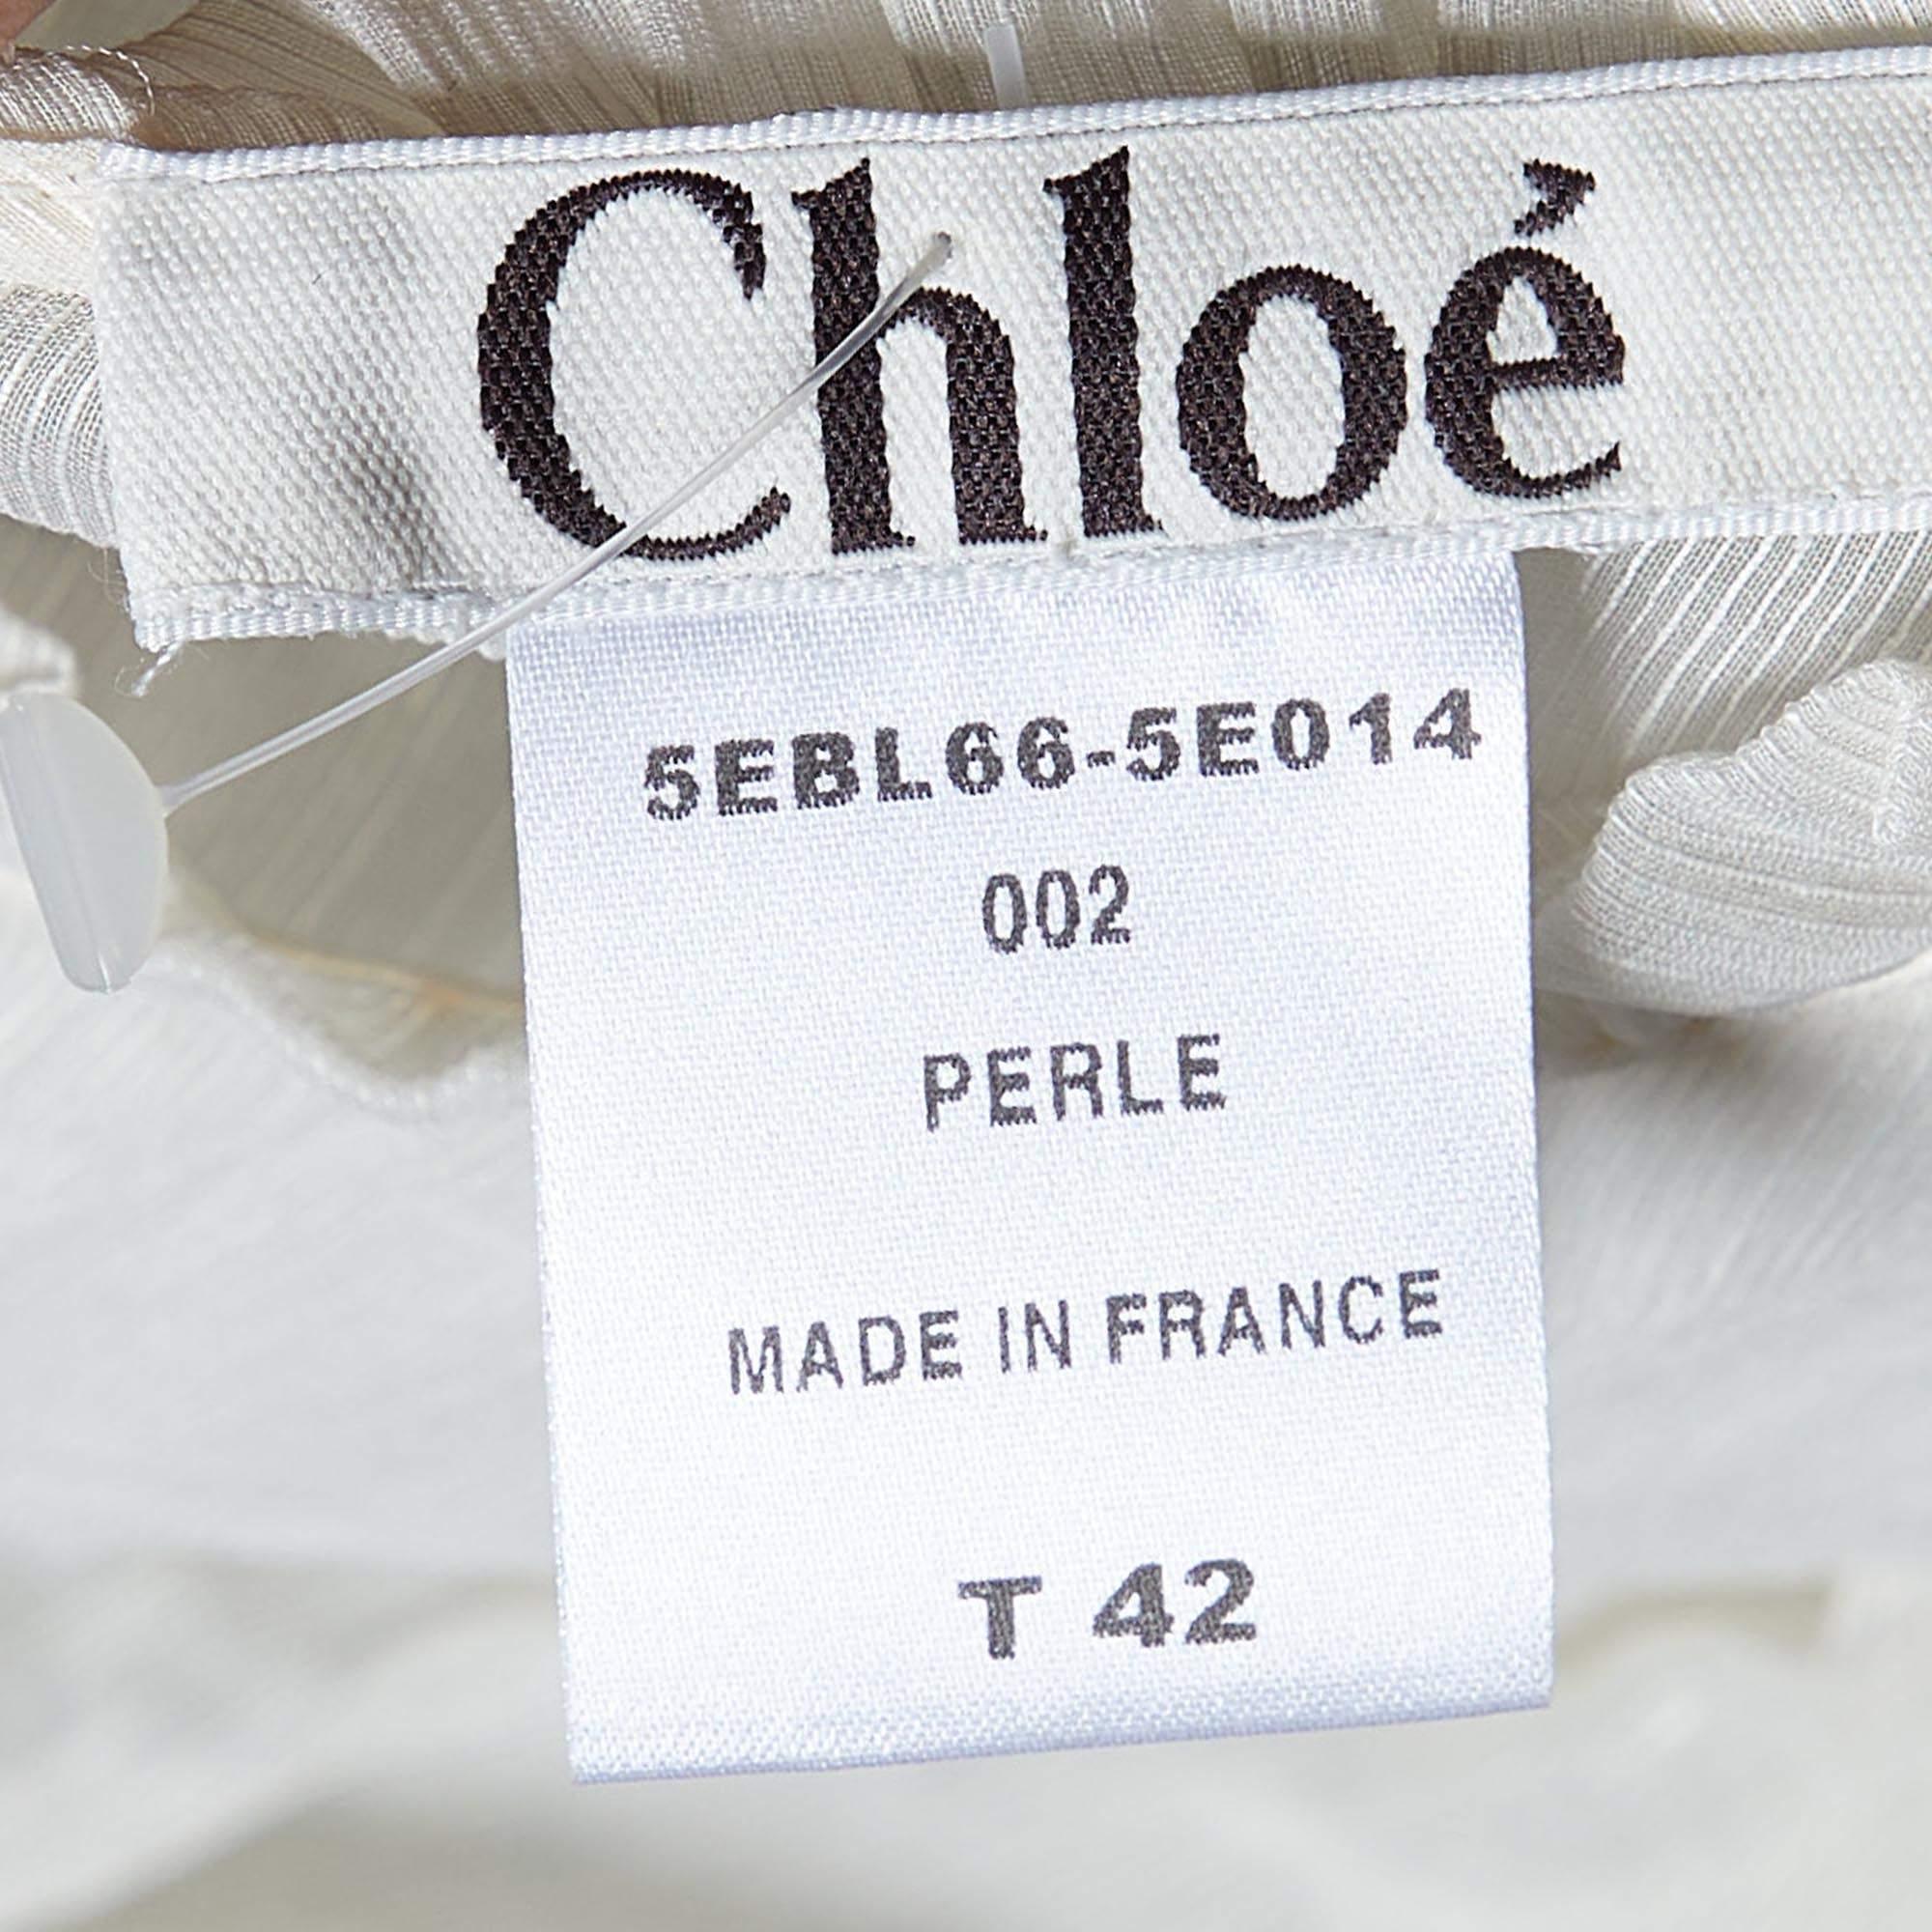 Chloé
5EBL66-5E014
002
PERLE
MADE IN FRANCE
T 42